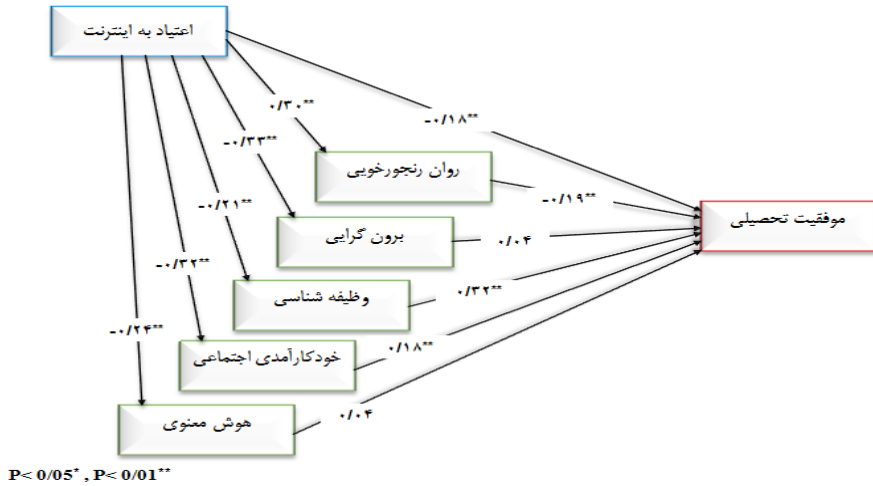 اعتیاد به اینترنت
۰/۳۰**
-۰/۱۸**
-۰/۳۳**
روان رنجورخویی
-۰/۱۹**
-۰/۲۱**
موفقیت تحصیلی
برون گرایی
۰/۰۴
-۰/۳۲**
وظیفه شناسی
۰/۳۲**
-۰/۲۴**
خودکارآمدی اجتماعی
۰/۱۸**
هوش معنوی
۰/۰۴
P< 0/05* , P< 0/01**